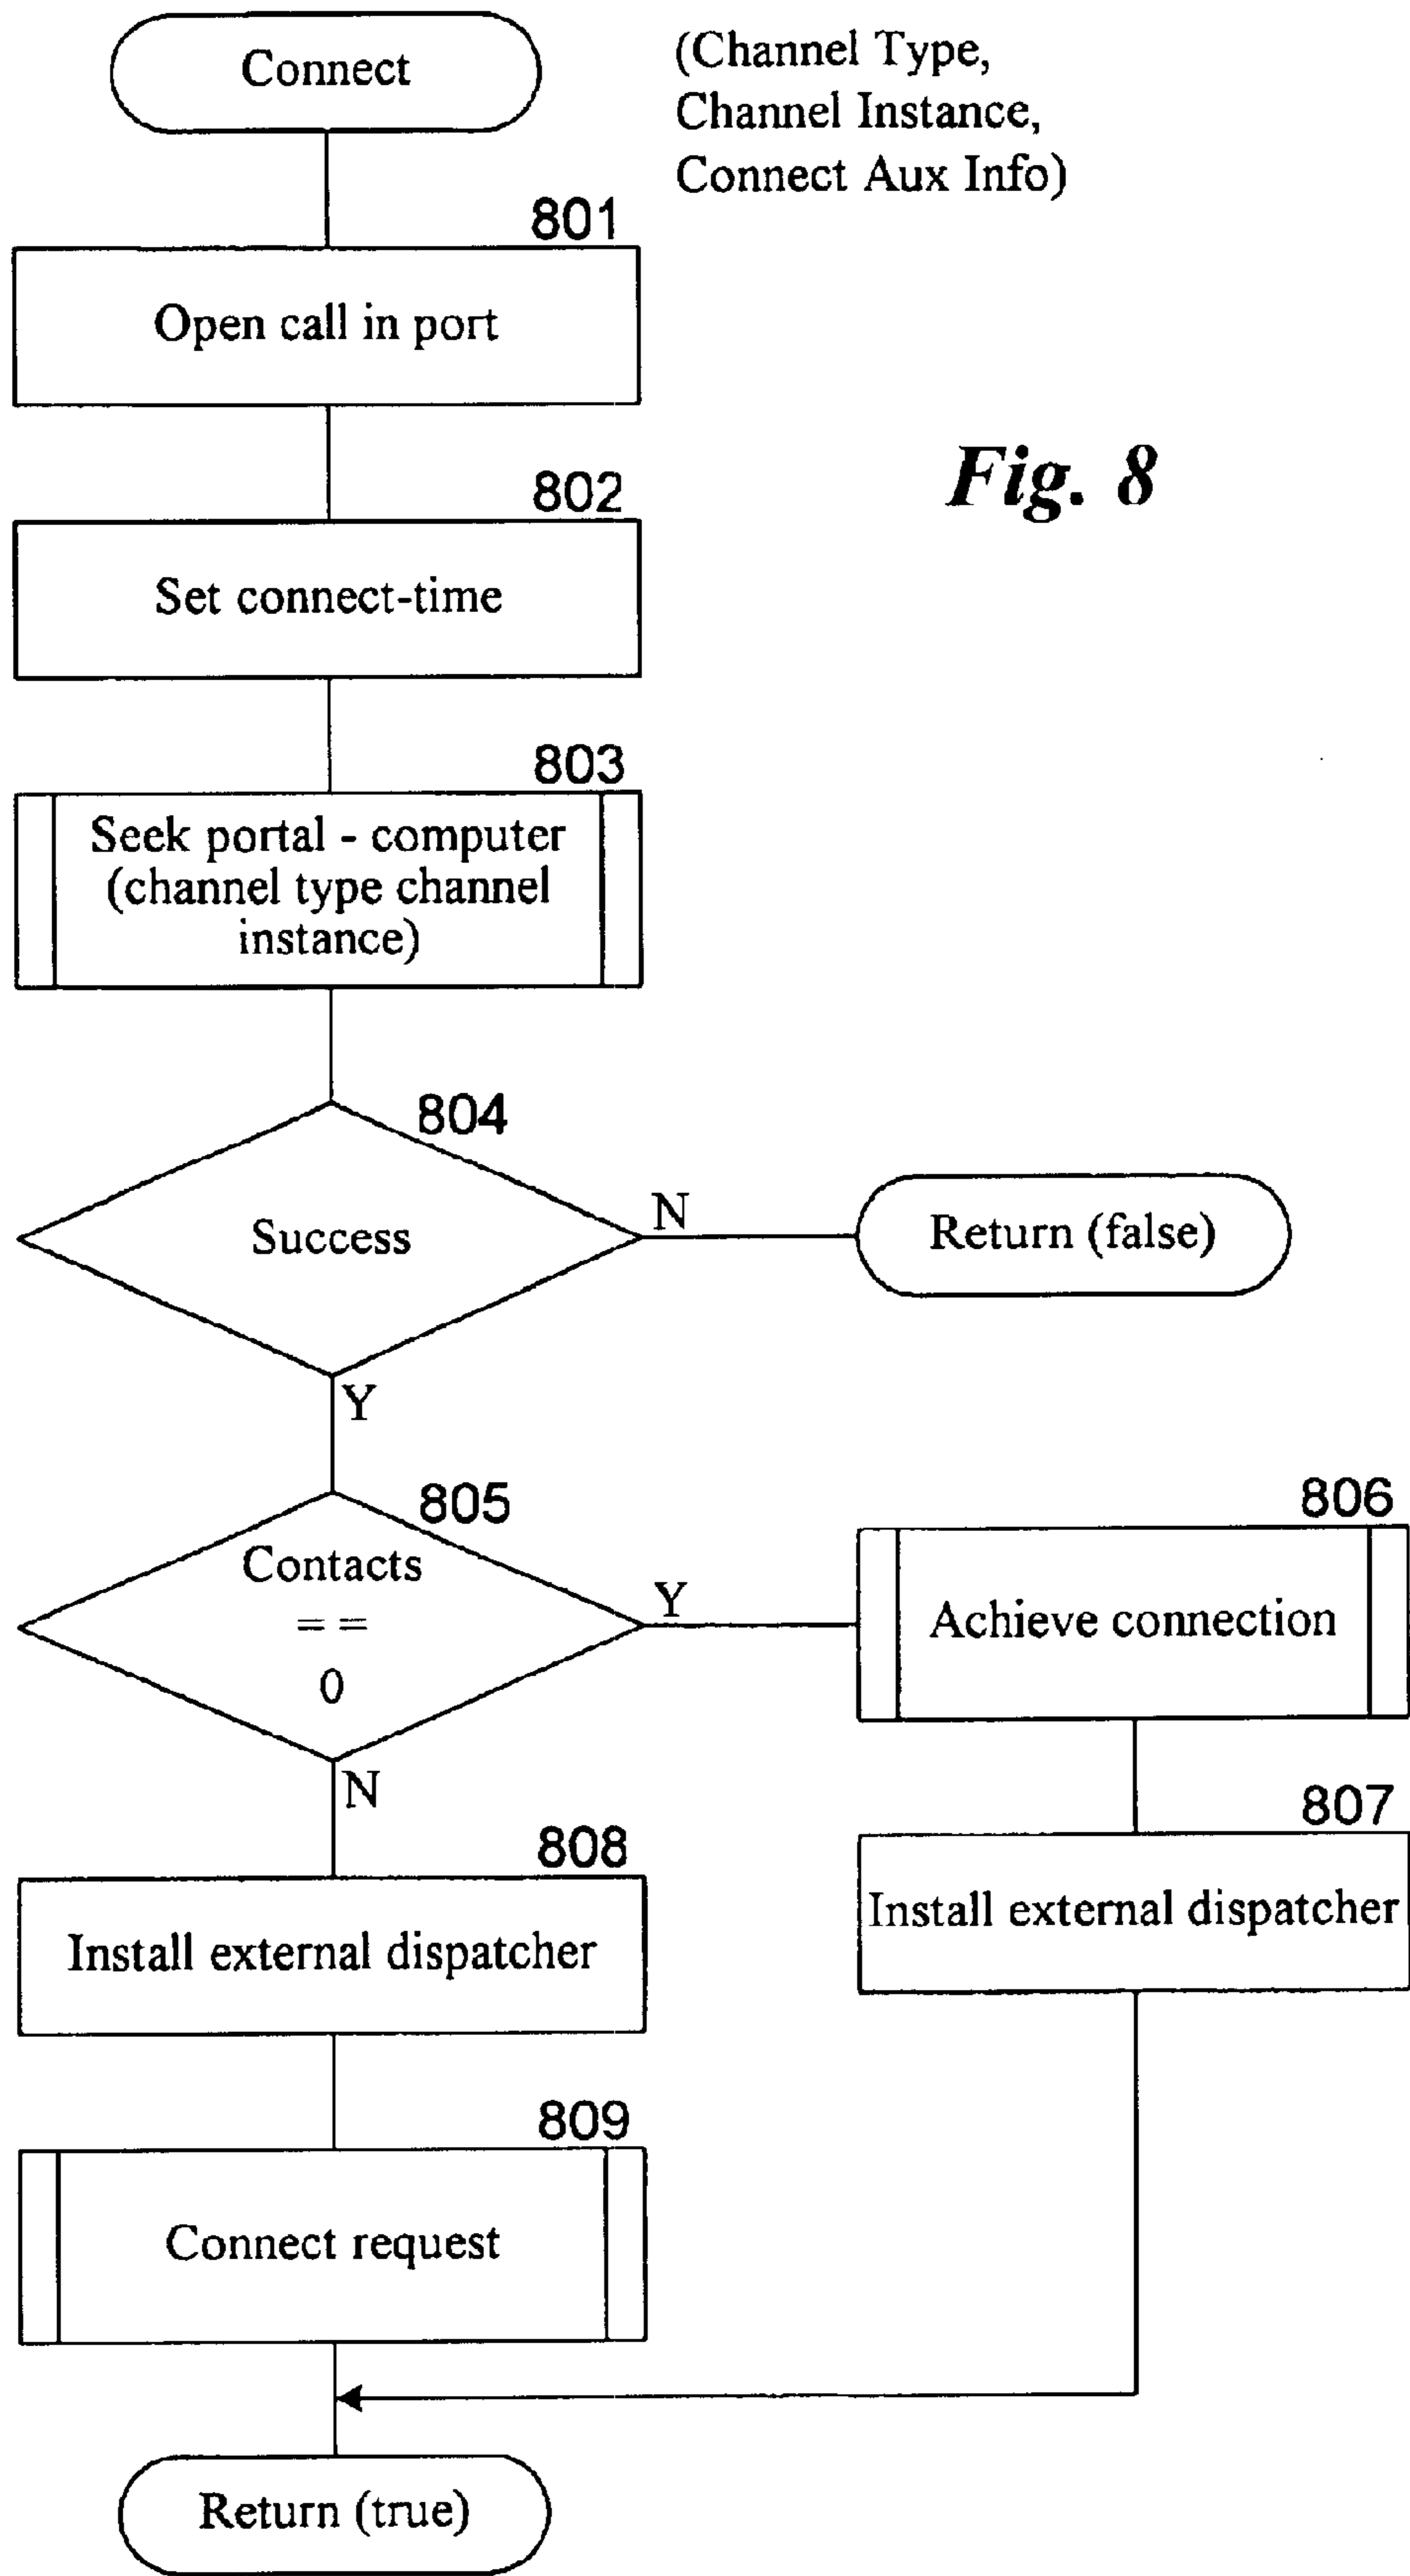 Connect
(Channel Type,
Channel Instance,
Connect Aux Info)
801
Open call in port
Fig. 8
802
Set connect-time
803
Seek portal - computer
(channel type channel
instance)
804
Success
N
Return (false)
Y
805
Contacts
= =
0
Y
806
Achieve connection
N
807
Install external dispatcher
808
Install external dispatcher
809
Connect request
Return (true)